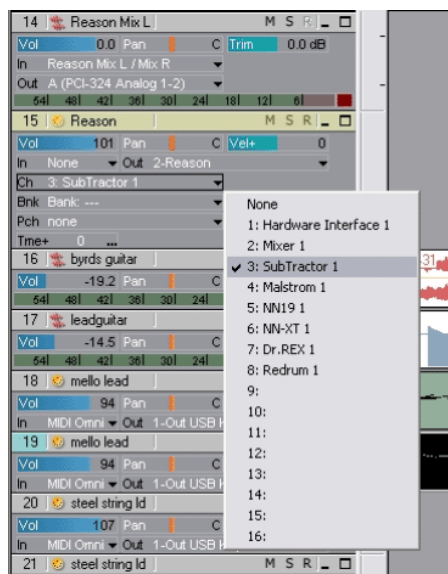 14 Reason Mix L M S R
Vol 0.0 Pan C Trim 0.0 dB
In Reason Mix L / Mix R
Out A (PCI-324 Analog 1-2)
54 48 42 36 30 24 18 12 6
15 Reason M S R
Vol 101 Pan C Vel+ 0
In None Out 2-Reason
Ch 3: SubTractor 1
Bnk Bank: ---
Pch none
Tme+ 0 ...
None
1: Hardware Interface 1
2: Mixer 1
3: SubTractor 1
4: Malstrom 1
5: NN19 1
6: NN-XT 1
7: Dr.REX 1
8: Redrum 1
9:
10:
11:
12:
13:
14:
15:
16:
16 byrds guitar
Vol -19.2 Pan C
54 48 42 36 30 24
17 leadguitar
Vol -14.5 Pan C
54 48 42 36 30 24
18 mello lead
Vol 94 Pan C
In MIDI Omni Out 1-Out USB
19 mello lead
Vol 94 Pan C
In MIDI Omni Out 1-Out USB
20 steel string ld
Vol 107 Pan C
In MIDI Omni Out 1-Out USB
21 steel string ld M S R
31